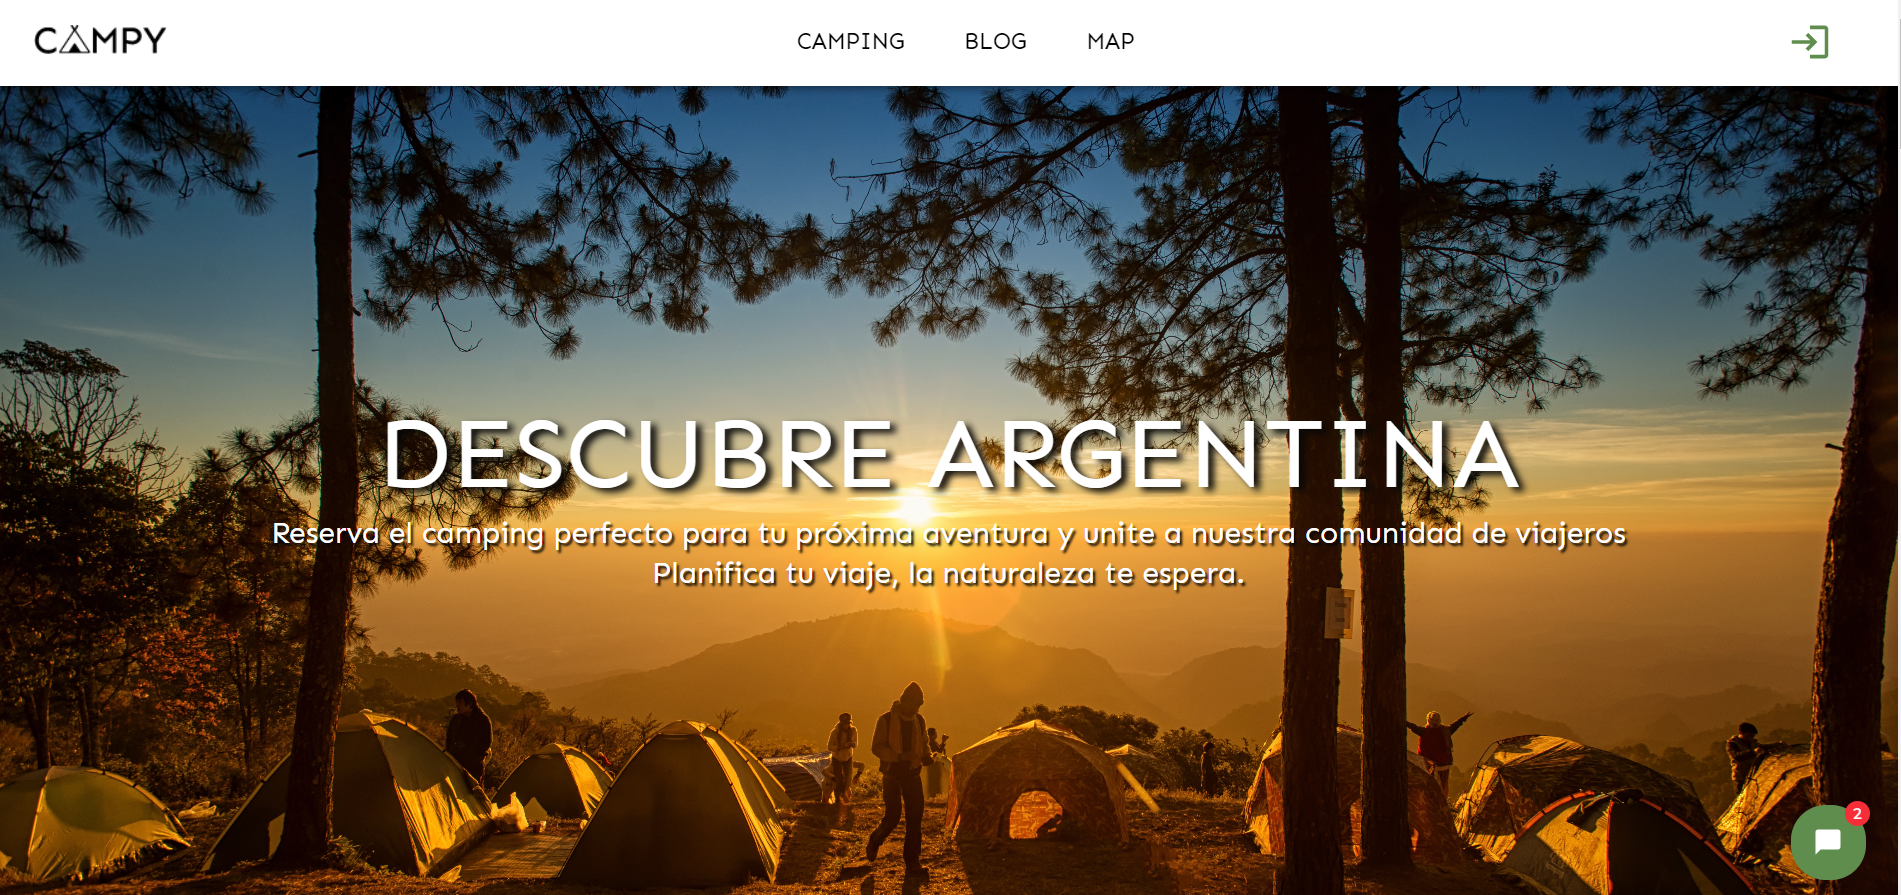 CAMPY
CAMPING
BLOG
MAP
DESCUBRE ARGENTINA
Reserva el camping perfecto para tu próxima aventura y unite a nuestra comunidad de viajeros
Planifica tu viaje, la naturaleza te espera.
2